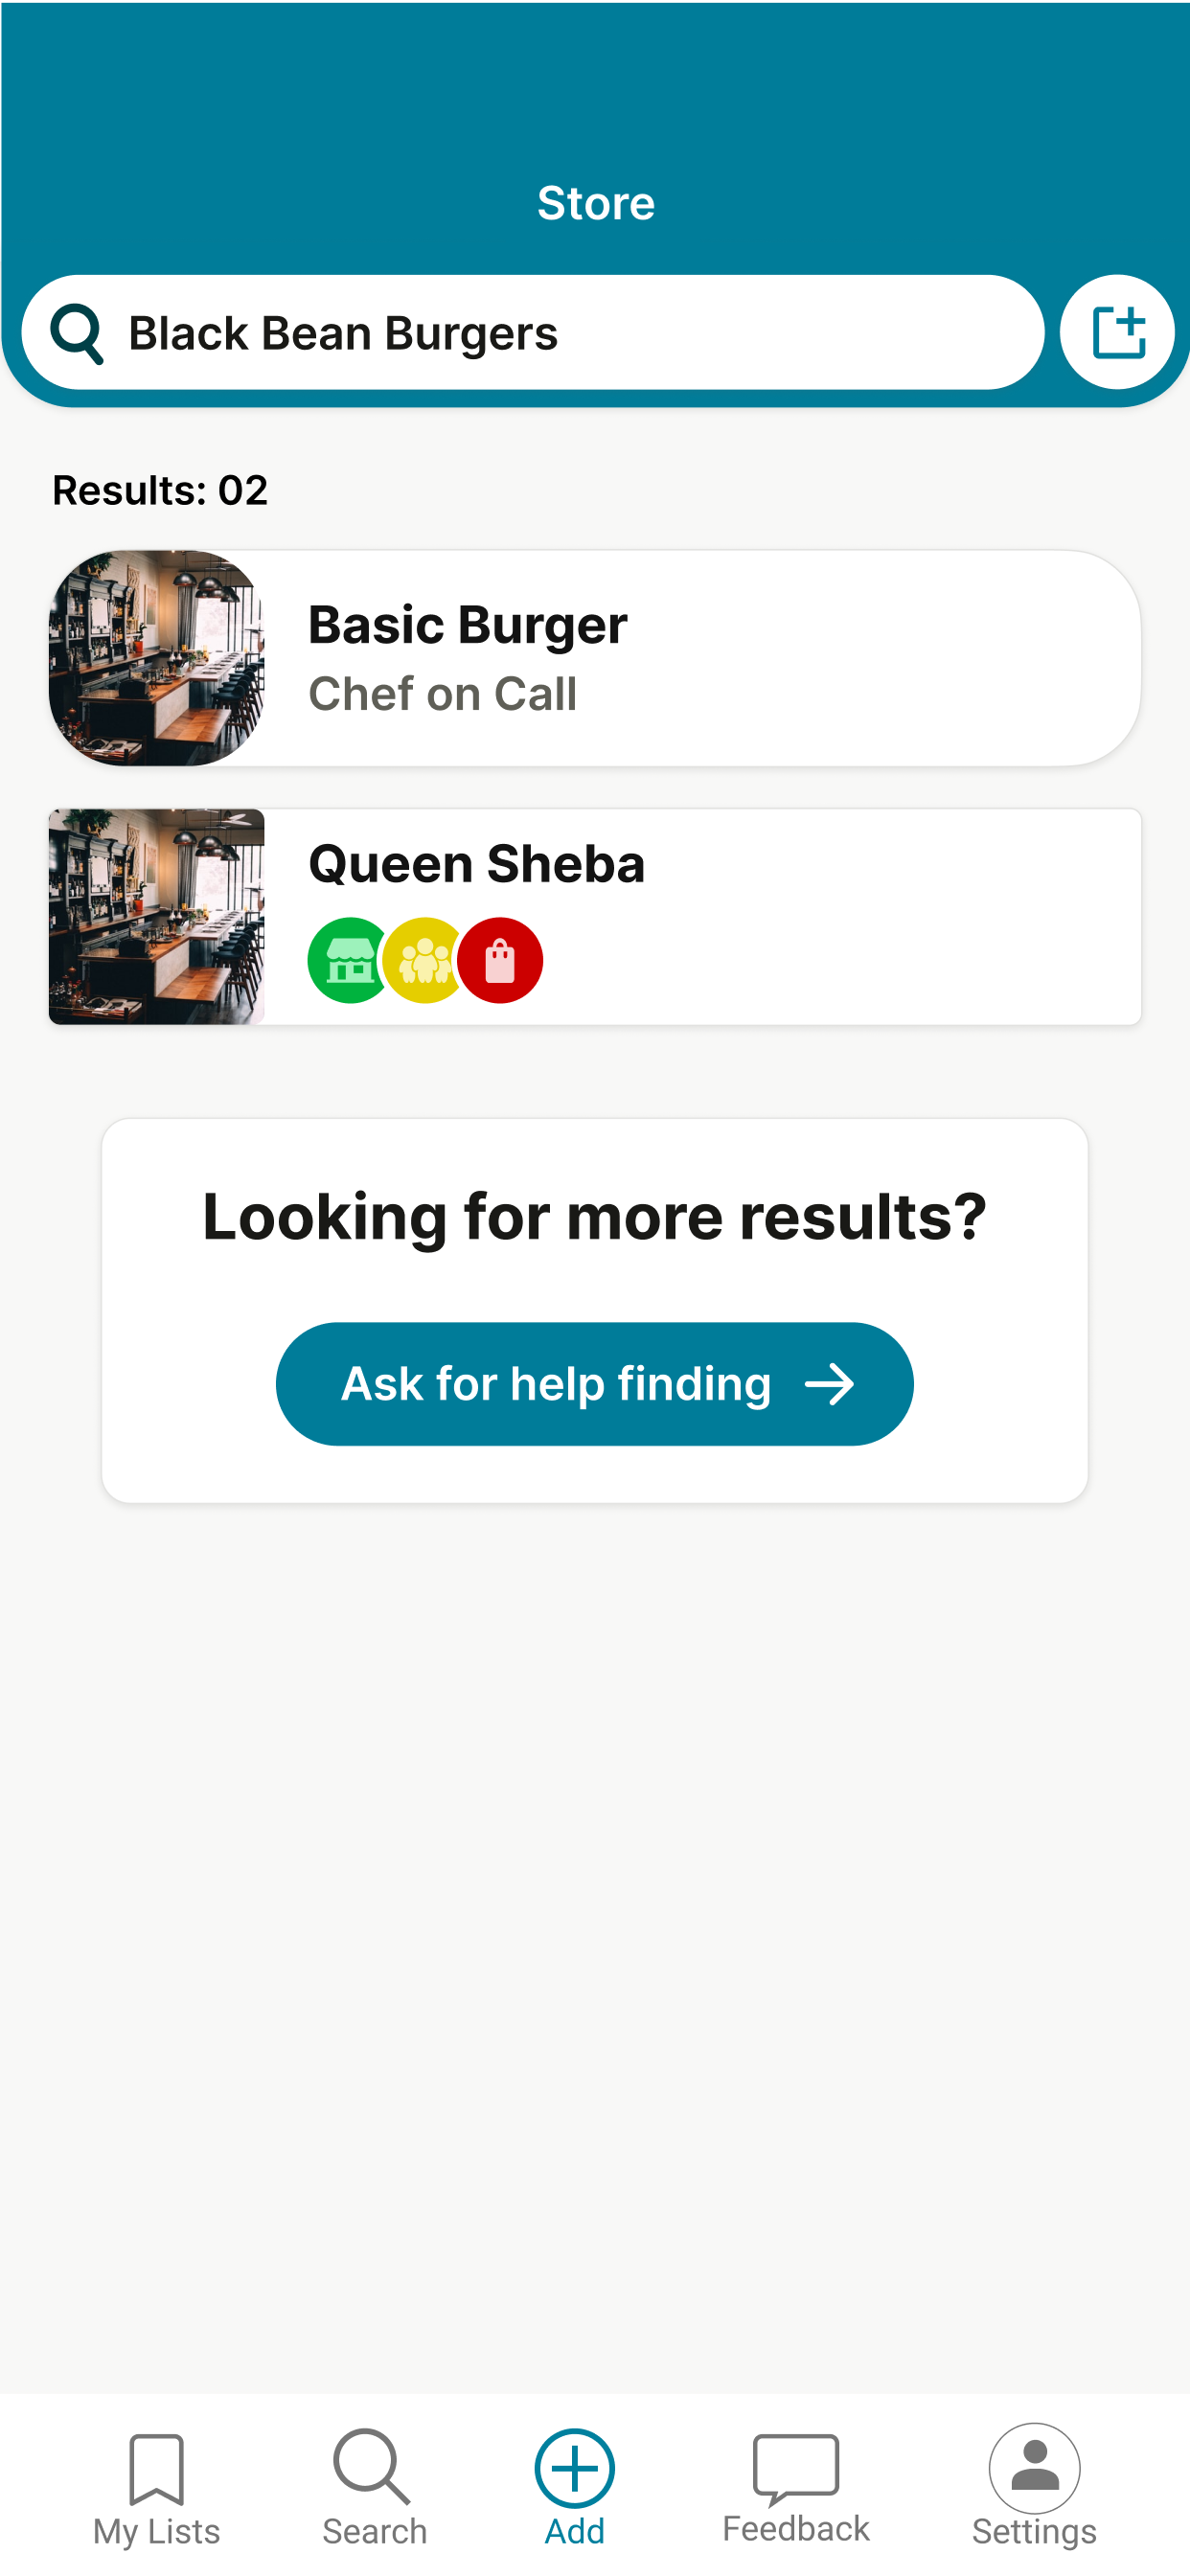 Store
Black Bean Burgers
Results: 02
Basic Burger
Chef on Call
Queen Sheba
Looking for more results?
Ask for help finding
My Lists
Search
Add
Feedback
Settings